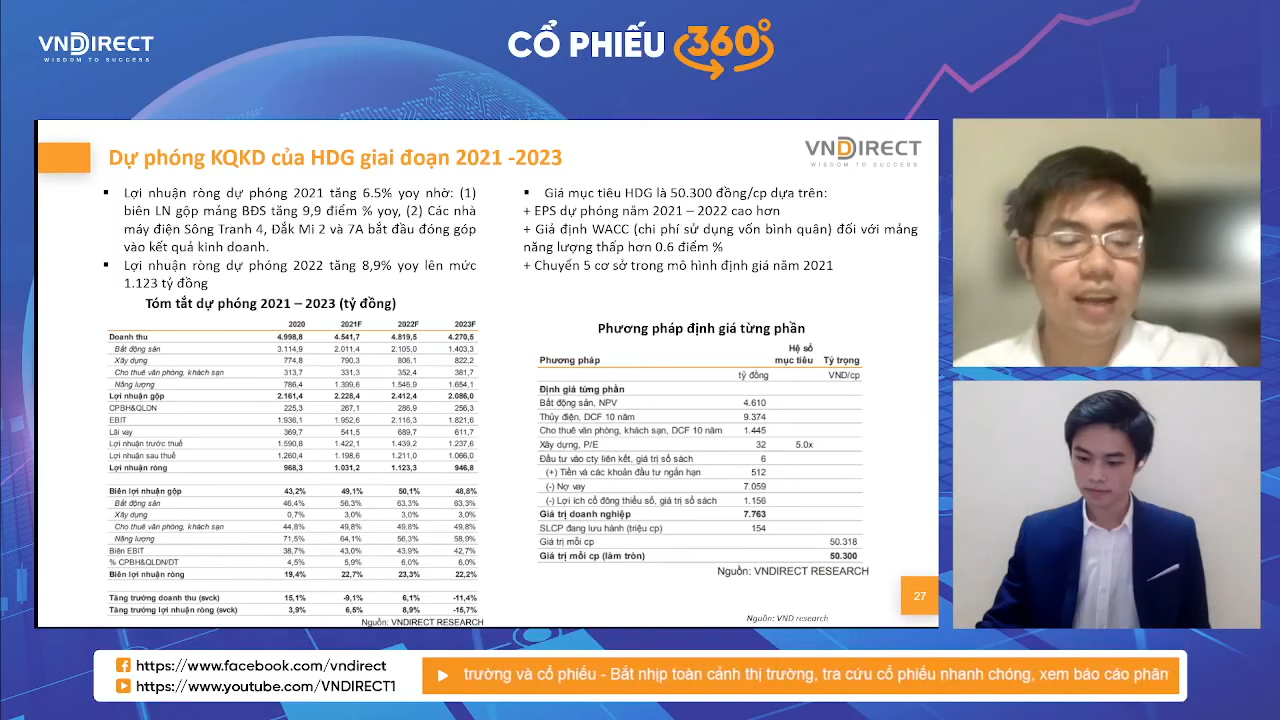 VNDIRECT
WISDOM TO SUCCESS
CỔ PHIẾU 360°
Dự phóng KQKD của HDG giai đoạn 2021 -2023
VNDIRECT
WISDOM TO SUCCESS
▪ Lợi nhuận ròng dự phóng 2021 tăng 6.5% yoy nhờ: (1)
biên LN gộp mảng BĐS tăng 9,9 điểm % yoy, (2) Các nhà
máy điện Sông Tranh 4, Đắk Mi 2 và 7A bắt đầu đóng góp
vào kết quả kinh doanh.
▪ Lợi nhuận ròng dự phóng 2022 tăng 8,9% yoy lên mức
1.123 tỷ đồng
▪ Giá mục tiêu HDG là 50.300 đồng/cp dựa trên:
+ EPS dự phóng năm 2021 – 2022 cao hơn
+ Giả định WACC (chi phí sử dụng vốn bình quân) đối với mảng
năng lượng thấp hơn 0.6 điểm %
+ Chuyển 5 cơ sở trong mô hình định giá năm 2021
Tóm tắt dự phóng 2021 – 2023 (tỷ đồng)
2020 2021F 2022F 2023F
Doanh thu 4.998,8 4.541,7 4.819,5 4.270,5
Bất động sản 3.114,9 2.011,4 2.105,0 1.403,3
Xây dựng 774,8 790,3 806,1 822,2
Cho thuê văn phòng, khách sạn 313,7 331,3 352,4 381,7
Năng lượng 786,4 1.399,6 1.546,9 1.654,1
Lợi nhuận gộp 2.161,4 2.228,4 2.412,4 2.086,0
CPBH&QLDN 225,3 267,1 286,9 256,3
EBIT 1.936,1 1.952,6 2.116,3 1.821,6
Lãi vay 369,7 541,5 689,7 611,7
Lợi nhuận trước thuế 1.590,8 1.422,1 1.439,2 1.237,6
Lợi nhuận sau thuế 1.260,4 1.198,6 1.211,0 1.066,0
Lợi nhuận ròng 968,3 1.031,2 1.123,3 946,8
Biên lợi nhuận gộp 43,2% 49,1% 50,1% 48,8%
Bất động sản 46,4% 56,3% 63,3% 63,3%
Xây dựng 0,7% 3,0% 3,0% 3,0%
Cho thuê văn phòng, khách sạn 44,8% 49,8% 49,8% 49,8%
Năng lượng 71,5% 64,1% 56,3% 58,9%
Biên EBIT 38,7% 43,0% 43,9% 42,7%
% CPBH&QLDN/DT 4,5% 5,9% 6,0% 6,0%
Biên lợi nhuận ròng 19,4% 22,7% 23,3% 22,2%
Tăng trưởng doanh thu (svck) 15,1% -9,1% 6,1% -11,4%
Tăng trưởng lợi nhuận ròng (svck) 3,9% 6,5% 8,9% -15,7%
Nguồn: VNDIRECT RESEARCH
Phương pháp định giá từng phần
Hệ số
Phương pháp mục tiêu Tỷ trọng
tỷ đồng VND/cp
Định giá từng phần
Bất động sản, NPV 4.610
Thủy điện, DCF 10 năm 9.374
Cho thuê văn phòng, khách sạn, DCF 10 năm 1.445
Xây dựng, P/E 32 5.0x
Đầu tư vào cty liên kết, giá trị sổ sách 6
(+) Tiền và các khoản đầu tư ngắn hạn 512
(-) Nợ vay 7.059
(-) Lợi ích cổ đông thiểu số, giá trị sổ sách 1.156
Giá trị doanh nghiệp 7.763
SLCP đang lưu hành (triệu cp) 154
Giá trị mỗi cp 50.318
Giá trị mỗi cp (làm tròn) 50.300
Nguồn: VNDIRECT RESEARCH
27
Nguồn: VND research
https://www.facebook.com/vndirect
https://www.youtube.com/VNDIRECT1
trường và cổ phiếu - Bắt nhịp toàn cảnh thị trường, tra cứu cổ phiếu nhanh chóng, xem báo cáo phân